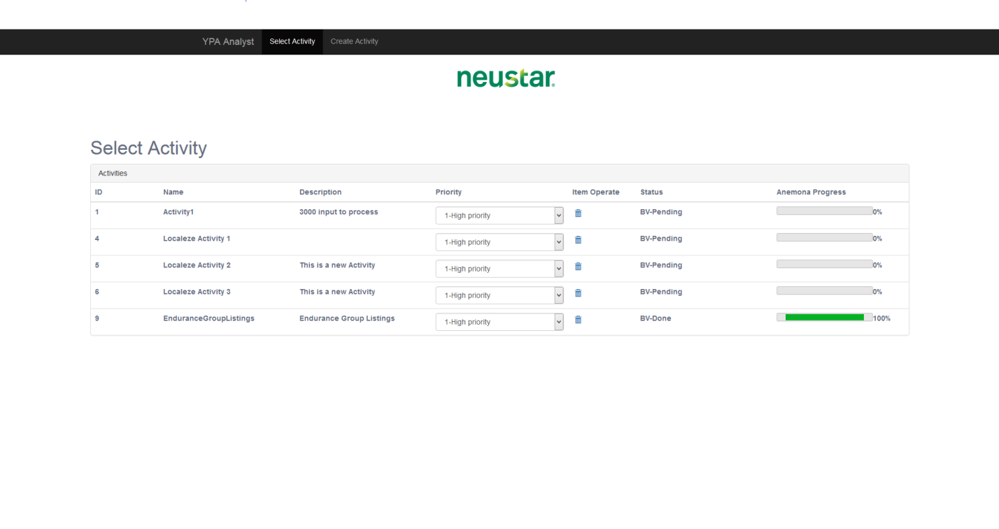 YPA Analyst Select Activity Create Activity
neustar.
Select Activity
Activities
ID Name Description Priority Item Operate Status Anemona Progress
1 Activity1 3000 input to process 1-High priority BV-Pending 0%
4 Localeze Activity 1 1-High priority BV-Pending 0%
5 Localeze Activity 2 This is a new Activity 1-High priority BV-Pending 0%
6 Localeze Activity 3 This is a new Activity 1-High priority BV-Pending 0%
9 EnduranceGroupListings Endurance Group Listings 1-High priority BV-Done 100%